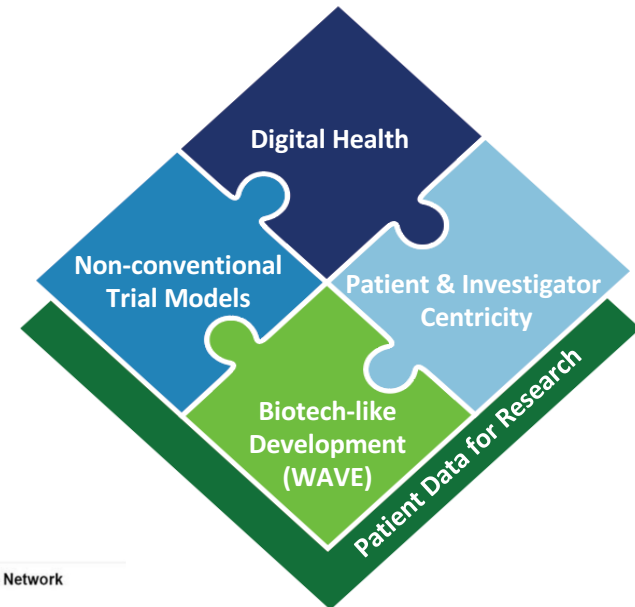 Digital Health
Non-conventional
Trial Models
Patient & Investigator
Centricity
Biotech-like
Development
(WAVE)
Patient Data for Research
Network